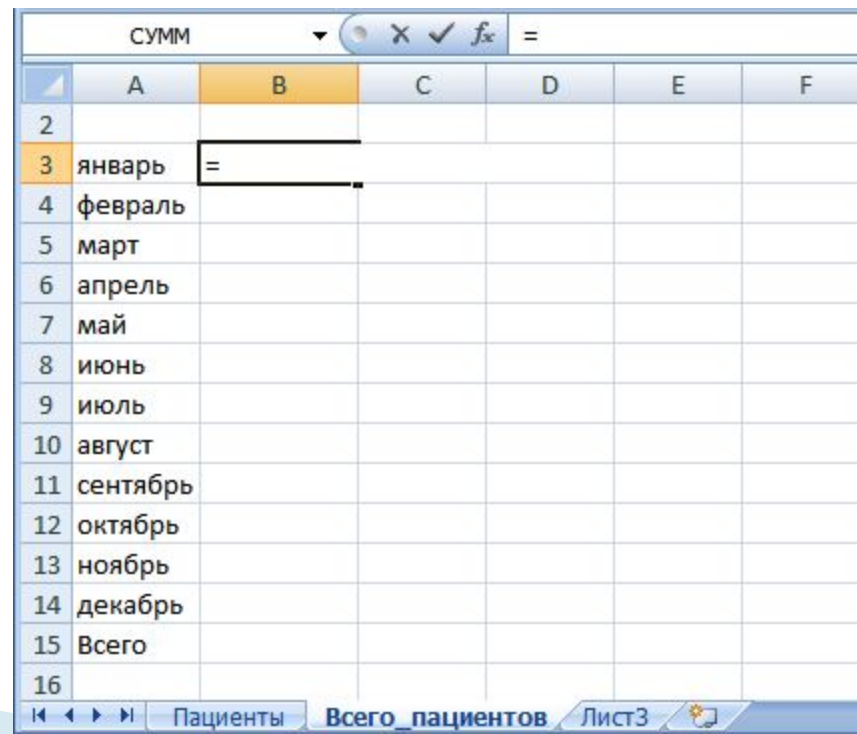 СУММ fx =
A B C D E F
2
3 январь =
4 февраль
5 март
6 апрель
7 май
8 июнь
9 июль
10 август
11 сентябрь
12 октябрь
13 ноябрь
14 декабрь
15 Всего
16
Пациенты Всего_пациентов Лист3